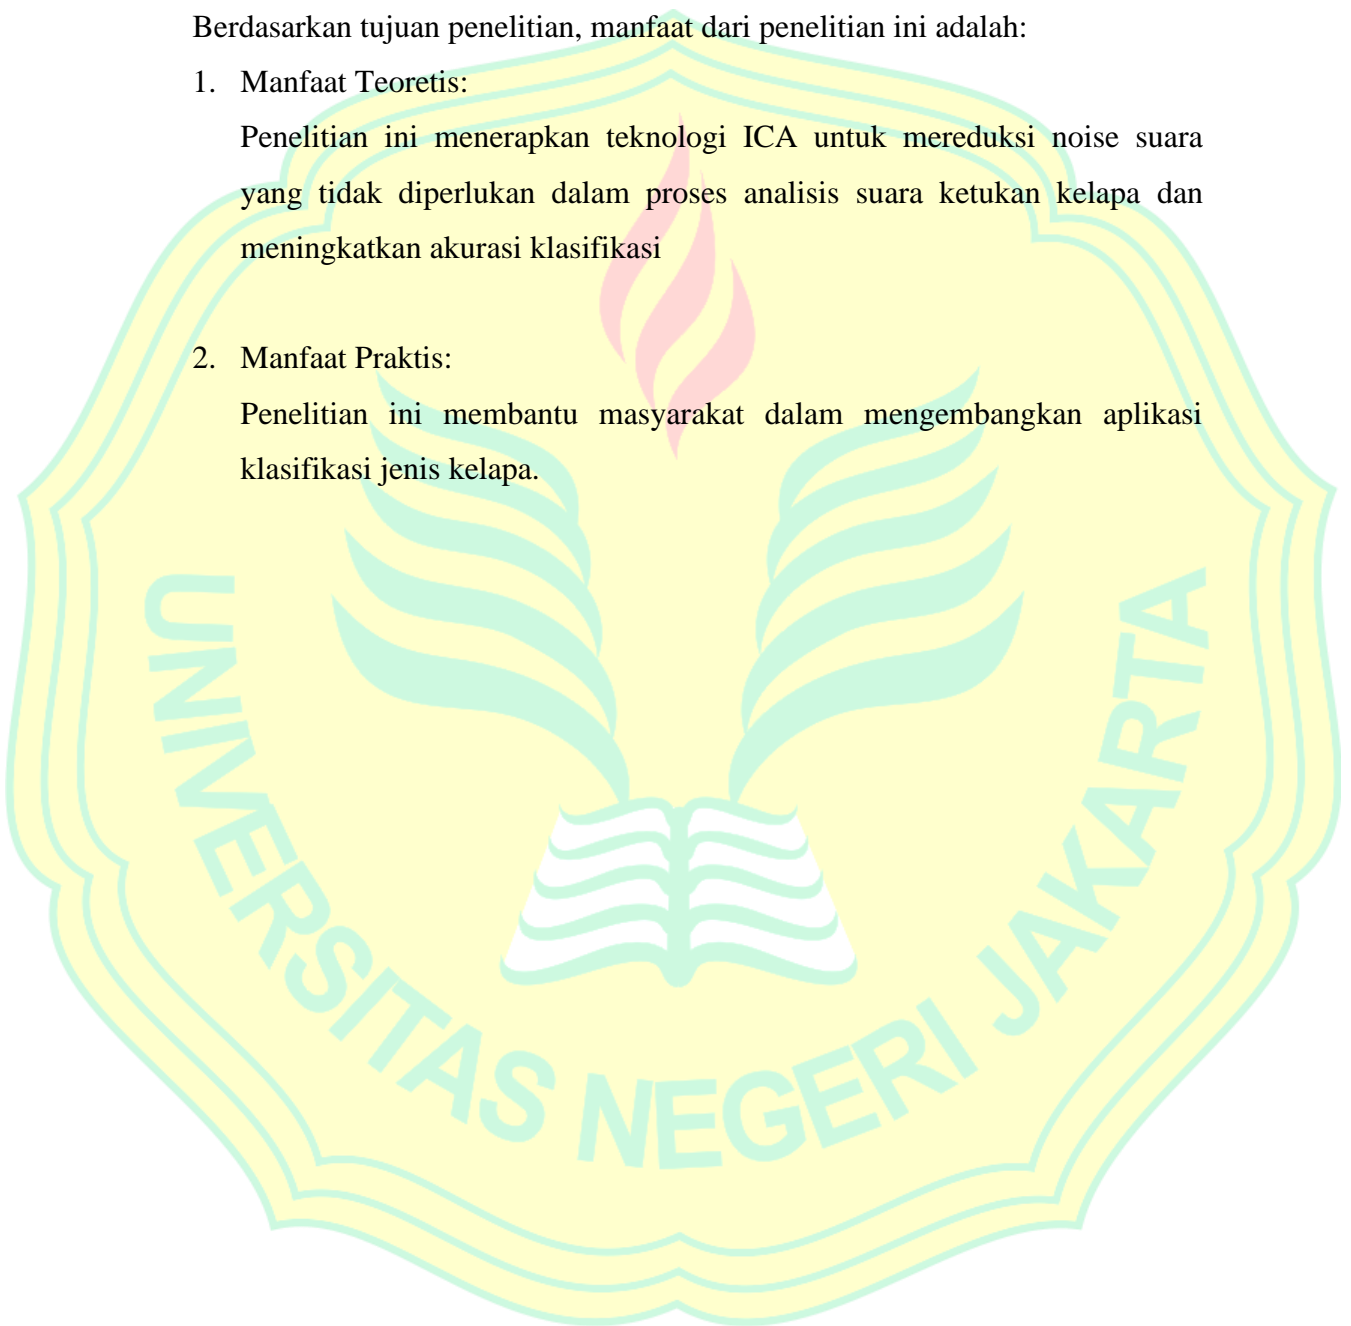 Berdasarkan tujuan penelitian, manfaat dari penelitian ini adalah:
1. Manfaat Teoretis:
Penelitian ini menerapkan teknologi ICA untuk mereduksi noise suara
yang tidak diperlukan dalam proses analisis suara ketukan kelapa dan
meningkatkan akurasi klasifikasi
2. Manfaat Praktis:
Penelitian ini membantu masyarakat dalam mengembangkan aplikasi
klasifikasi jenis kelapa.
UNIVERSITAS NEGERI JAKARTA